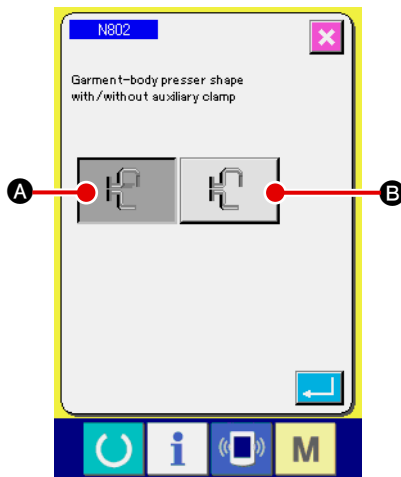 N802
Garment-body presser shape
with/without auxiliary clamp
A
B
i
M